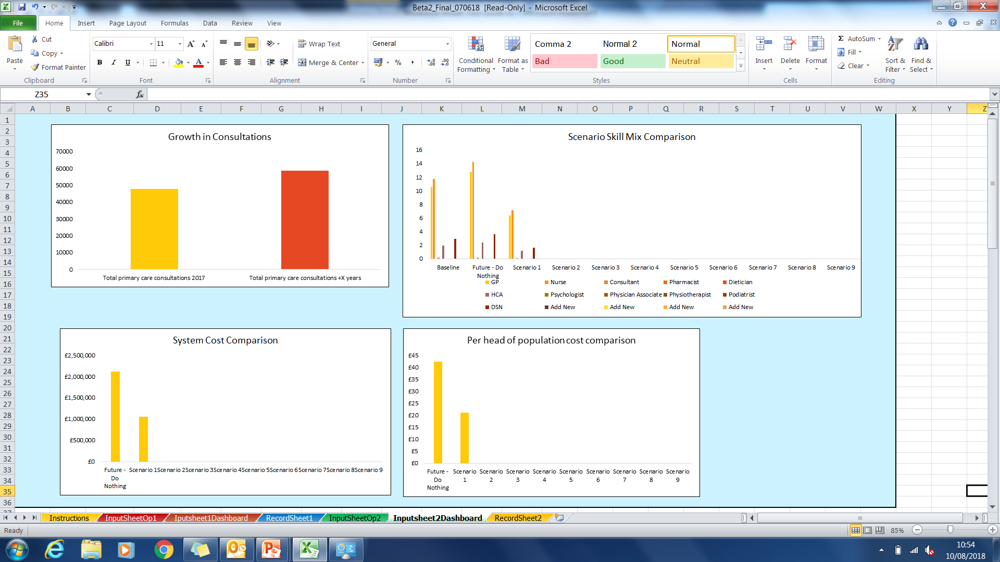 Beta2_Final_070618 [Read-Only] - Microsoft Excel
File Home Insert Page Layout Formulas Data Review View
Paste
Cut
Copy
Format Painter
Clipboard
Calibri 11
B I U A
Font
Wrap Text
Merge & Center
Alignment
General
% ,
Number
Conditional Formatting
Format as Table
Comma 2 Normal 2 Normal
Bad Good Neutral
Styles
Insert Delete Format
Cells
Σ AutoSum
Fill
Clear
Sort & Filter
Find & Select
Editing
Z35 fx
A B C D E F G H I J K L M N O P Q R S T U V W X Y Z
1
2
3
4
5
6
7
8
9
10
11
12
13
14
15
16
17
18
19
20
21
22
23
24
25
26
27
28
29
30
31
32
33
34
35
36
37
Growth in Consultations
70000
60000
50000
40000
30000
20000
10000
0
Total primary care consultations 2017 Total primary care consultations +X years
Scenario Skill Mix Comparison
16
14
12
10
8
6
4
2
0
Baseline Future - Do Nothing Scenario 1 Scenario 2 Scenario 3 Scenario 4 Scenario 5 Scenario 6 Scenario 7 Scenario 8 Scenario 9
GP Nurse Consultant Pharmacist Dietician
HCA Psychologist Physician Associate Physiotherapist Podiatrist
DSN Add New Add New Add New Add New
System Cost Comparison
£2,500,000
£2,000,000
£1,500,000
£1,000,000
£500,000
£0
Future - Do Nothing Scenario 1 Scenario 2 Scenario 3 Scenario 4 Scenario 5 Scenario 6 Scenario 7 Scenario 8 Scenario 9
Per head of population cost comparison
£45
£40
£35
£30
£25
£20
£15
£10
£5
£0
Future - Do Nothing Scenario 1 Scenario 2 Scenario 3 Scenario 4 Scenario 5 Scenario 6 Scenario 7 Scenario 8 Scenario 9
Instructions InputSheetOp1 Iputsheet1Dashboard RecordSheet1 InputSheetOp2 Inputsheet2Dashboard RecordSheet2
Ready 85%
10:54
10/08/2018